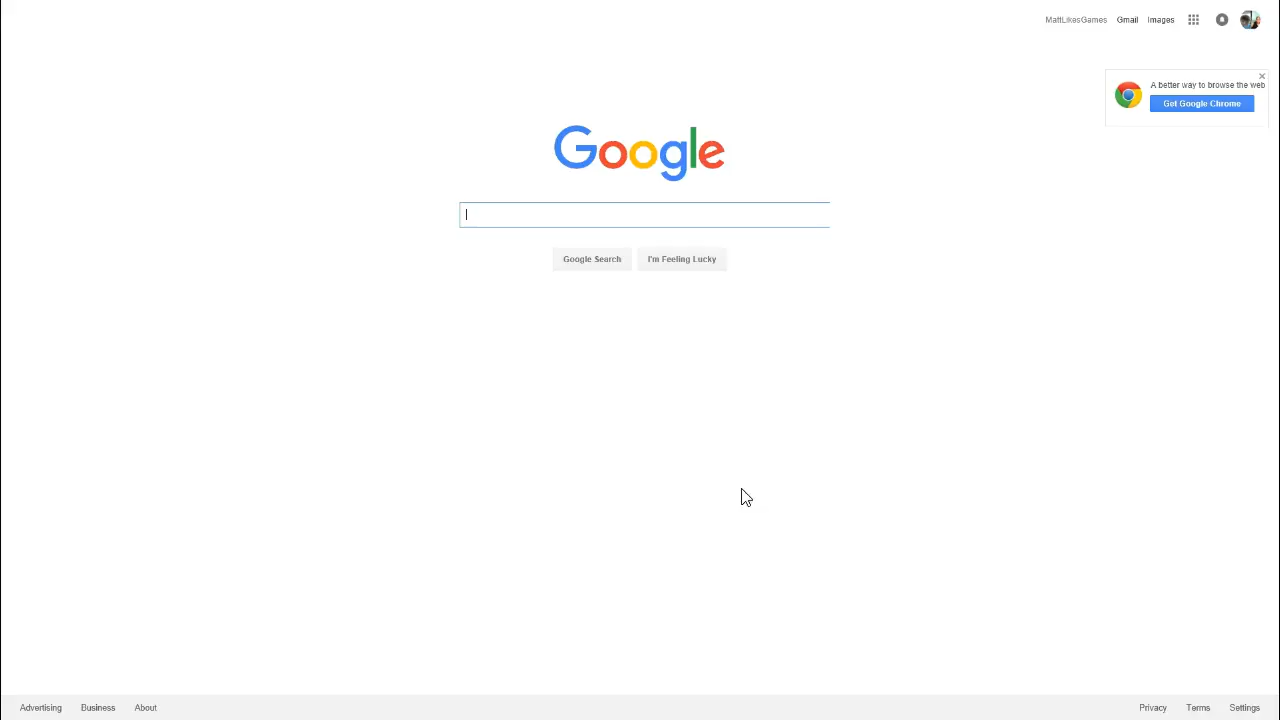 MattLikesGames Gmail Images
A better way to browse the web
Get Google Chrome
Google
Google Search I'm Feeling Lucky
Advertising Business About Privacy Terms Settings